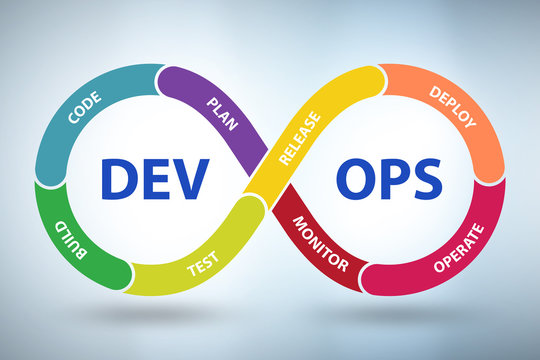 CODE
PLAN
RELEASE
DEPLOY
DEV
OPS
BUILD
TEST
MONITOR
OPERATE